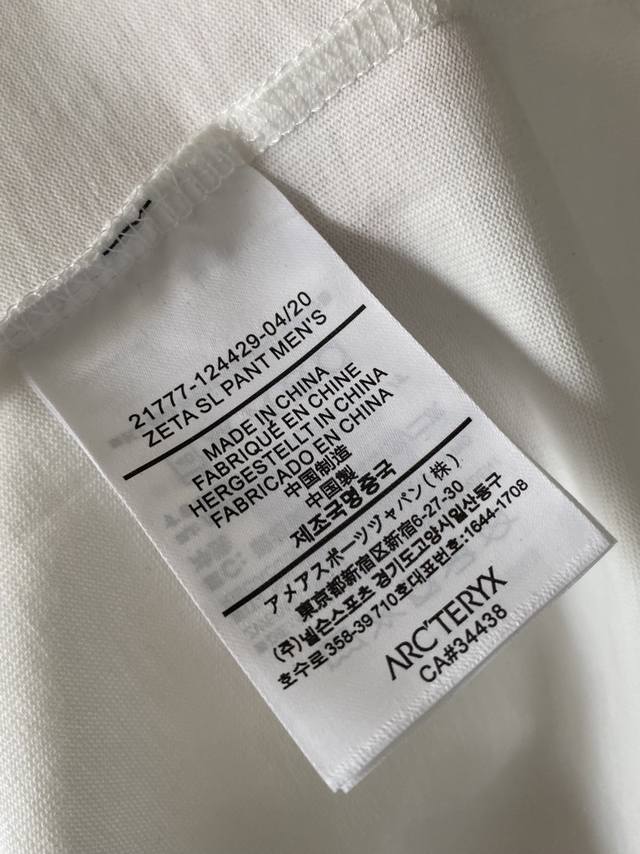 21777-124429-04/20
ZETA SL PANT MEN'S
MADE IN CHINA
FABRIQUÉ EN CHINE
HERGESTELLT IN CHINA
FABRICADO EN CHINA
中国制造
中国製
제조국명중국
アメアスポーツジャパン(株)
東京都新宿区新宿6-27-30
(주)넬슨스포츠 경기도고양시일산동구
호수로 358-39 710호대표번호:1644-1708
ARC'TERYX
CA#34438